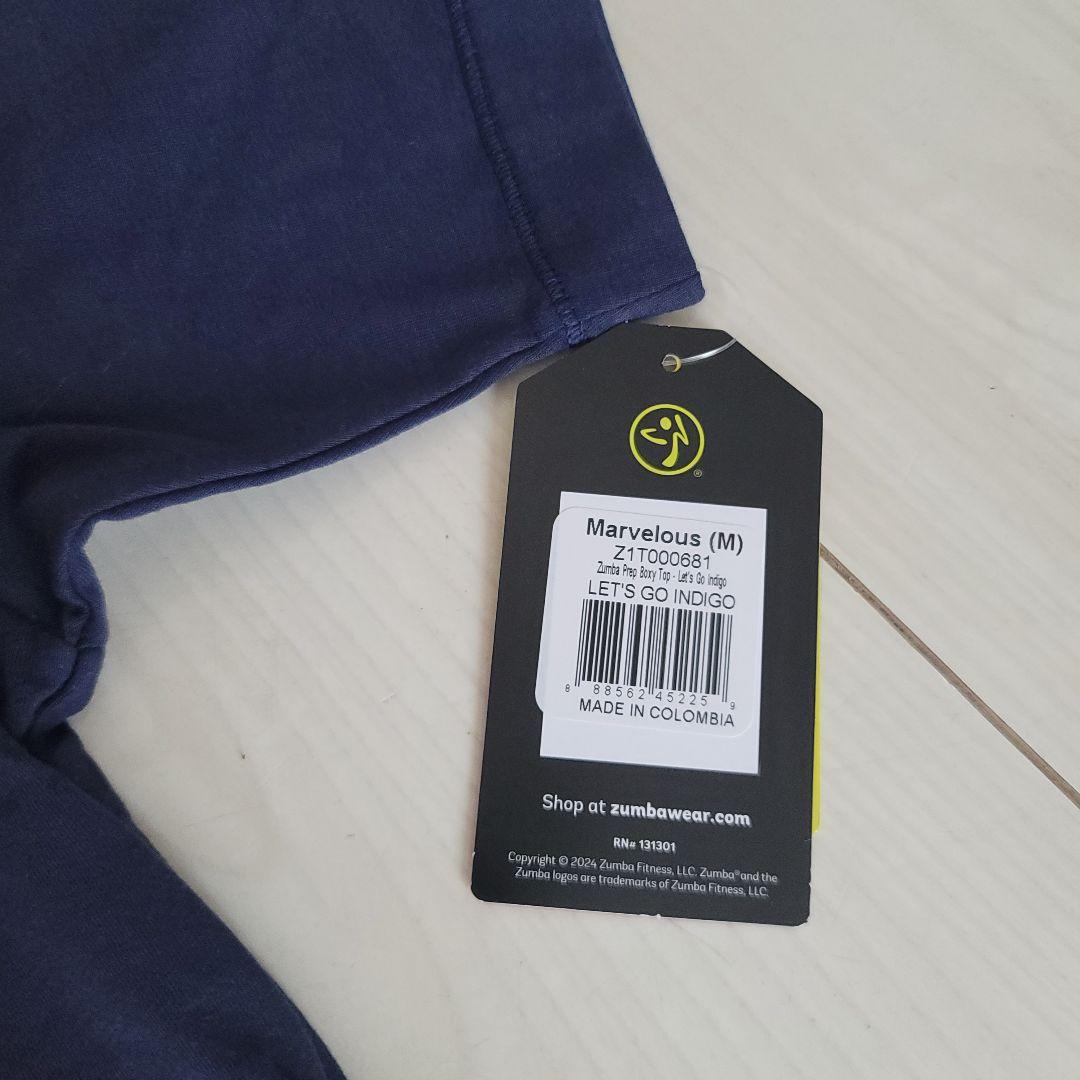 ®
Marvelous (M)
Z1T000681
Zumba Prep Boxy Top - Let's Go Indigo
LET'S GO INDIGO
8 88562 45225 9
MADE IN COLOMBIA
Shop at zumbawear.com
RN# 131301
Copyright © 2024 Zumba Fitness, LLC. Zumba® and the
Zumba logos are trademarks of Zumba Fitness, LLC.